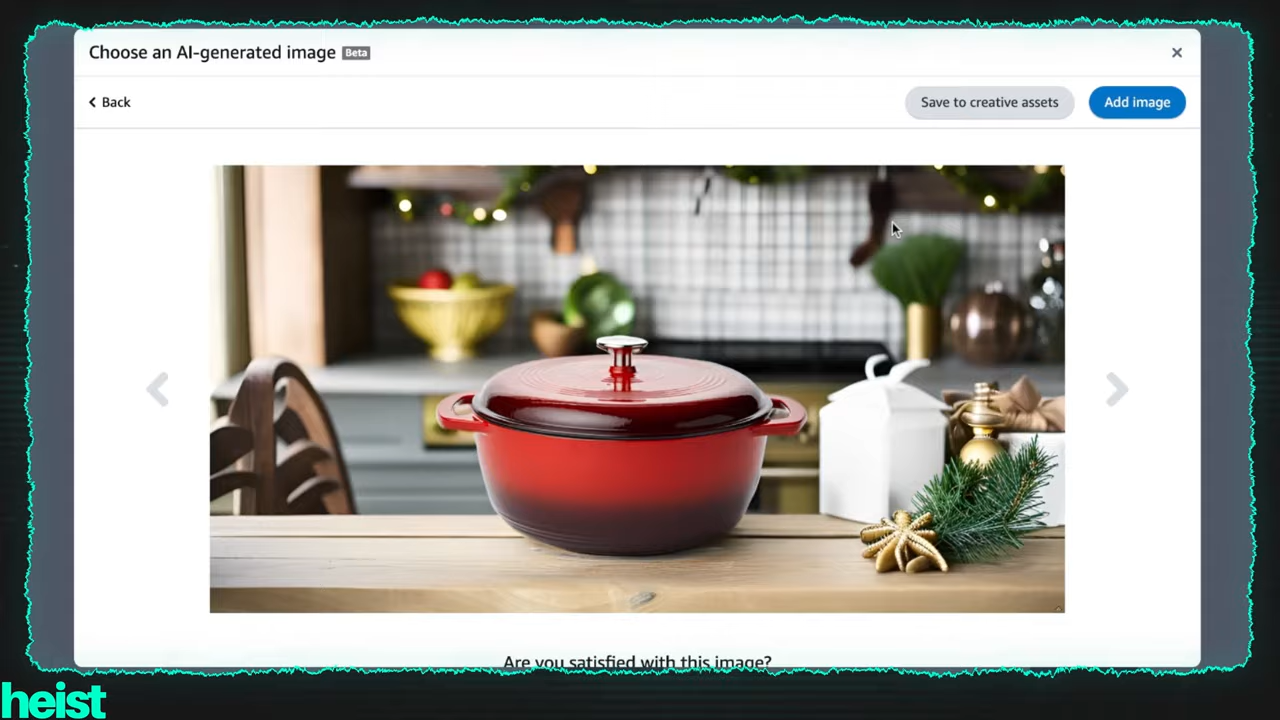 Choose an AI-generated image Beta
Back
Save to creative assets
Add image
Are you satisfied with this image?
heist